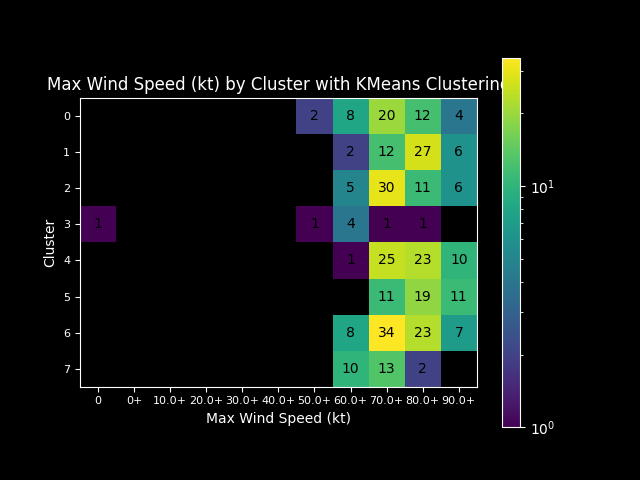 Max Wind Speed (kt) by Cluster with KMeans Clustering
0 2 8 20 12 4
1 2 12 27 6
2 5 30 11 6
3 1 1 4 1 1
4 1 25 23 10
5 11 19 11
6 8 34 23 7
7 10 13 2
Cluster
0 0+ 10.0+ 20.0+ 30.0+ 40.0+ 50.0+ 60.0+ 70.0+ 80.0+ 90.0+
Max Wind Speed (kt)
10¹
10⁰